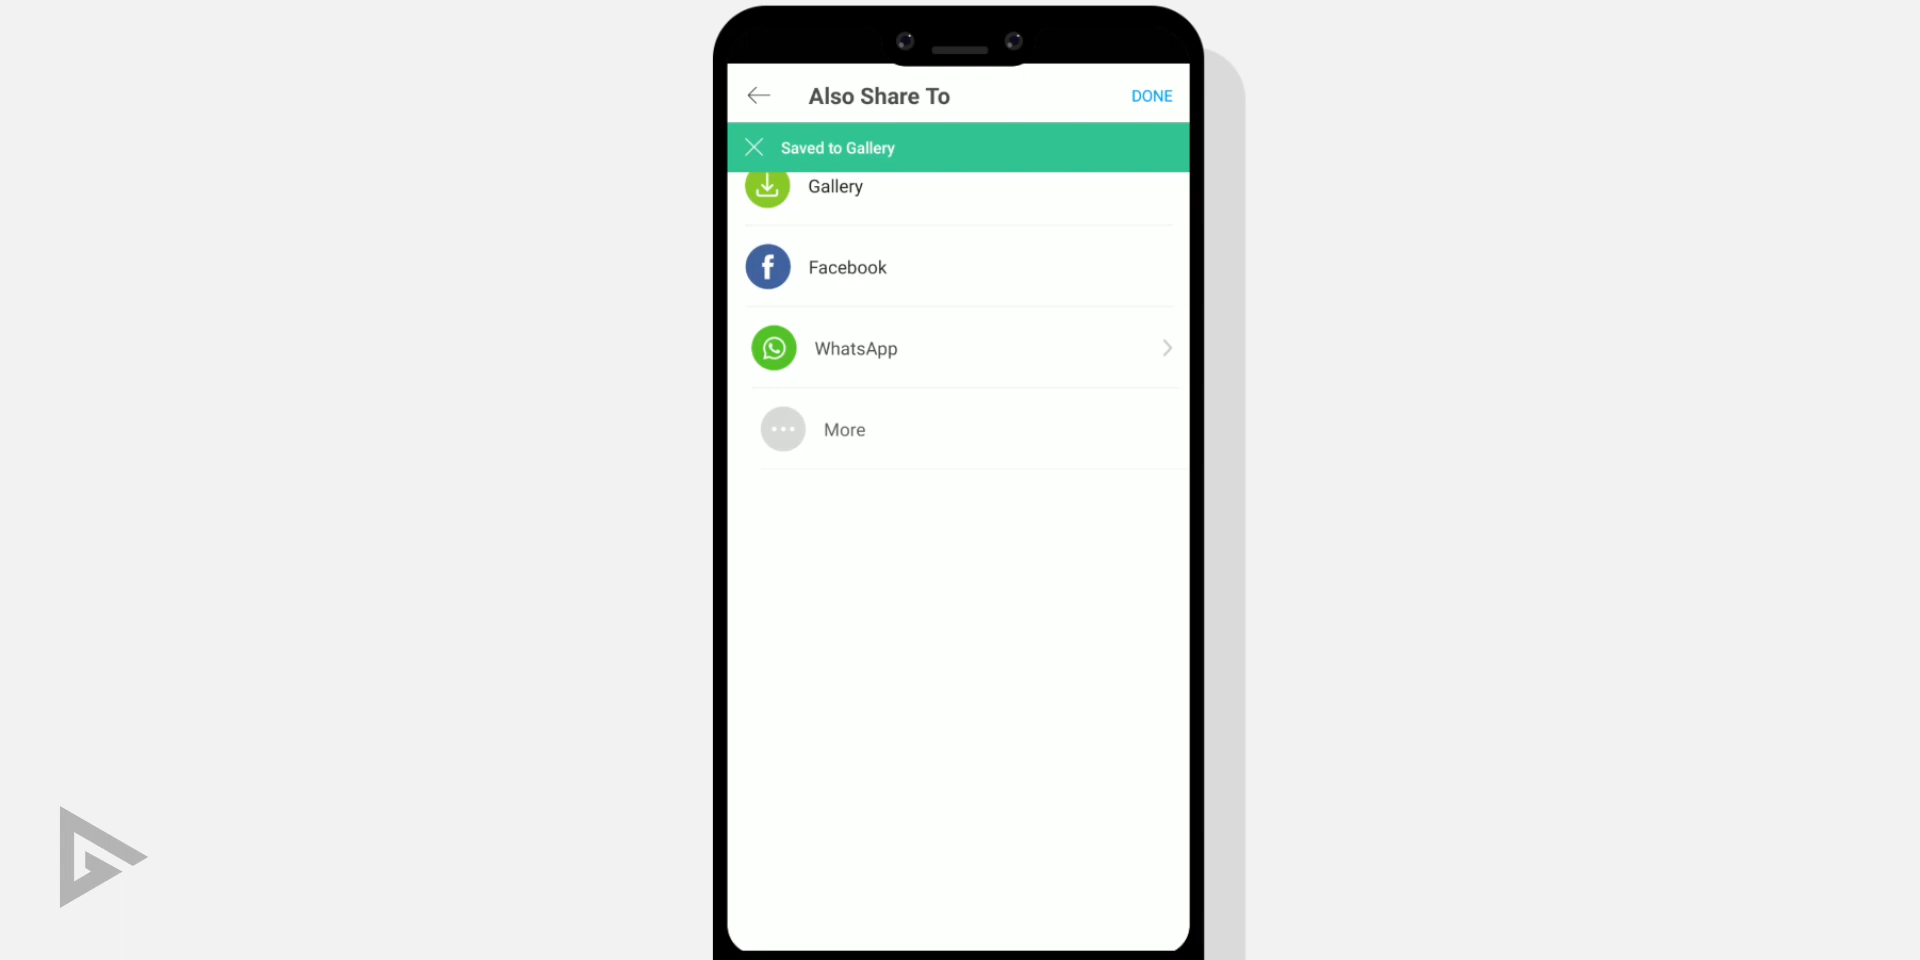 Also Share To
DONE
Saved to Gallery
Gallery
Facebook
WhatsApp
More